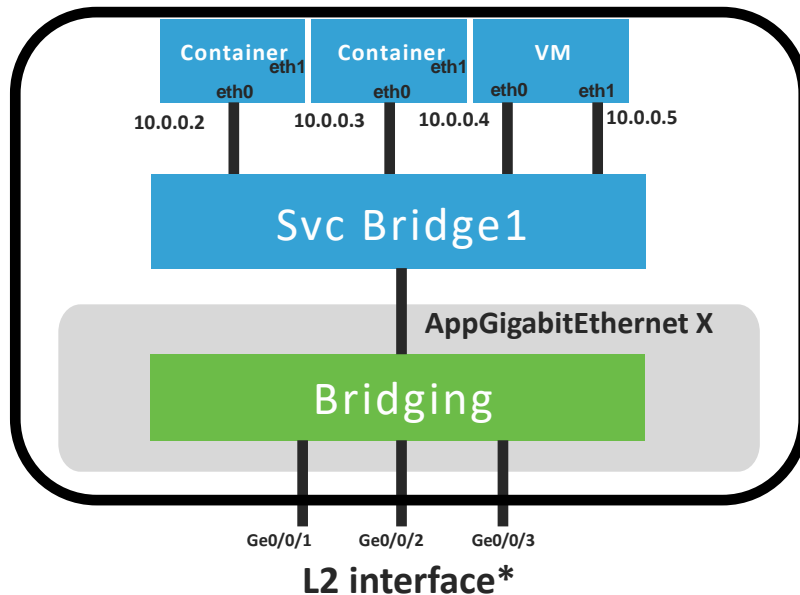 Container
eth1
eth0
Container
eth1
eth0
VM
eth0
eth1
10.0.0.2
10.0.0.3
10.0.0.4
10.0.0.5
Svc Bridge1
AppGigabitEthernet X
Bridging
Ge0/0/1
Ge0/0/2
Ge0/0/3
L2 interface*